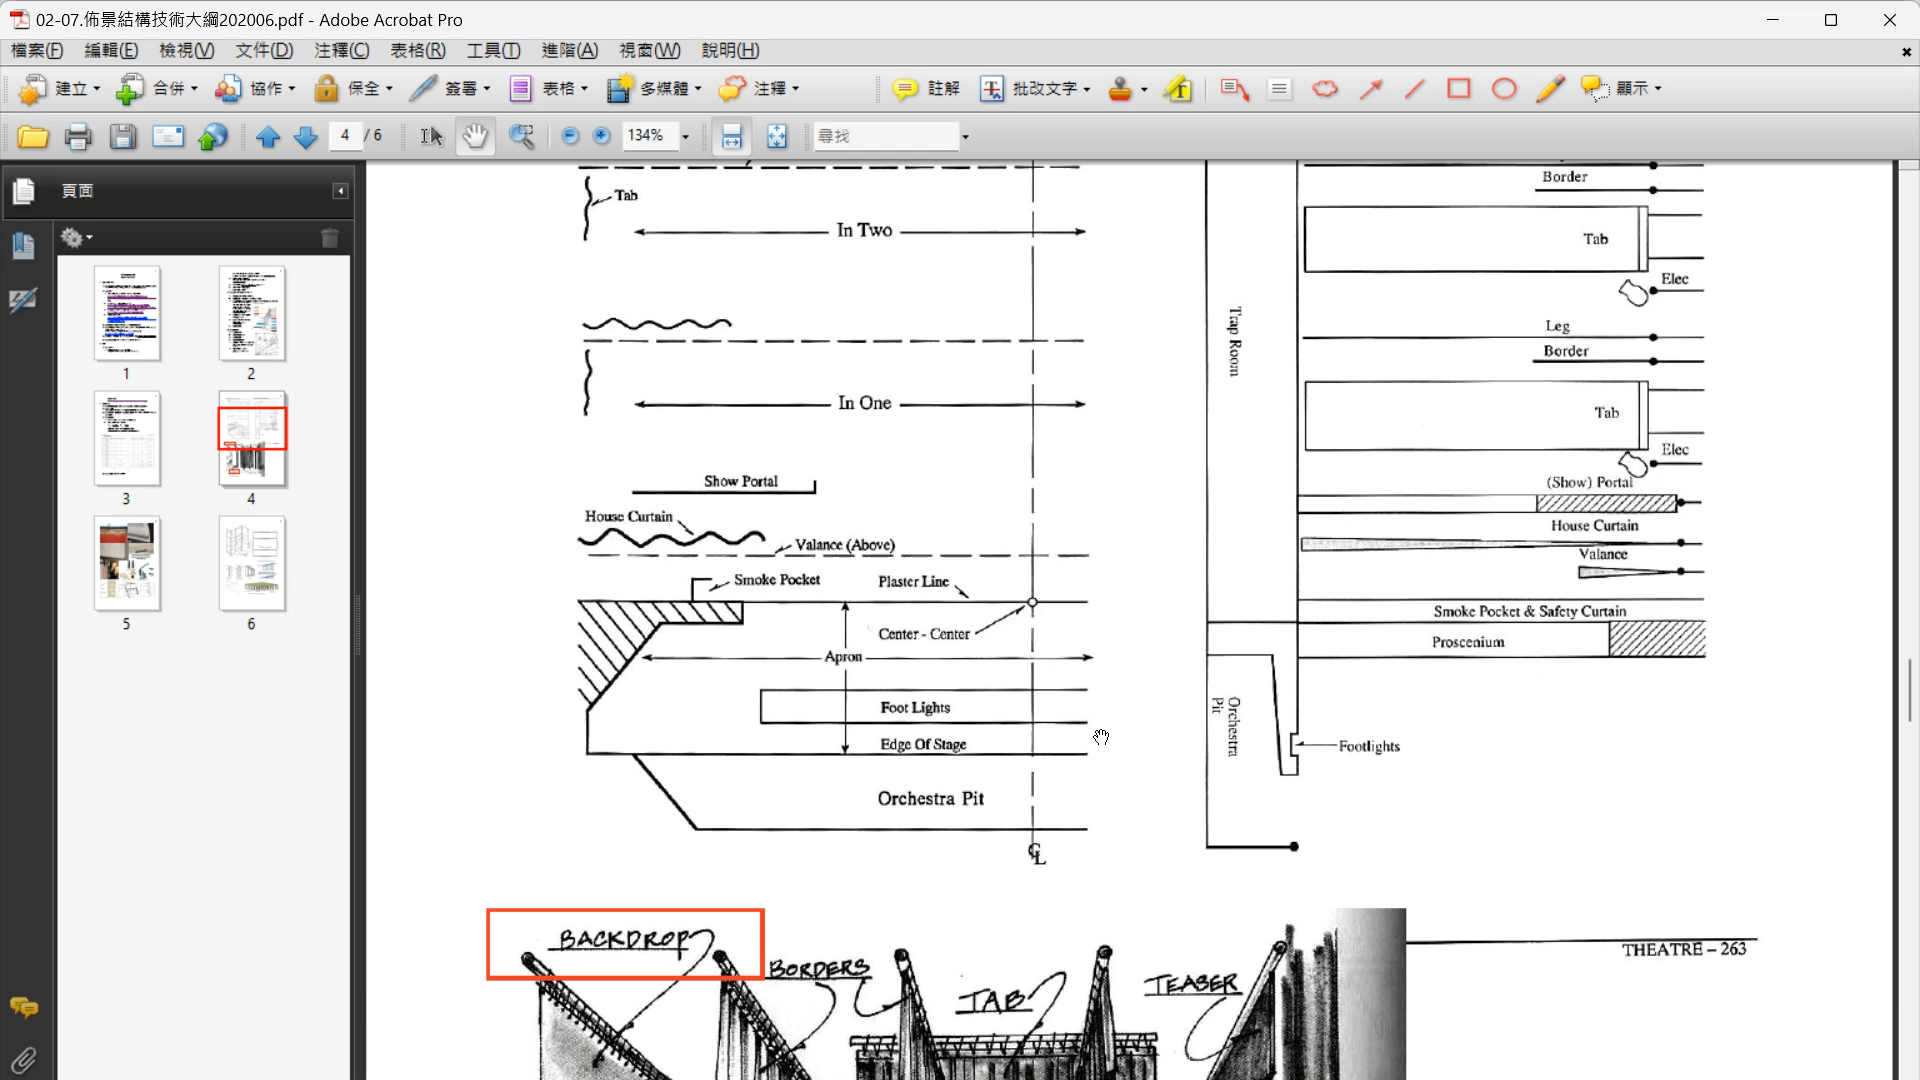 02-07.佈景結構技術大綱202006.pdf - Adobe Acrobat Pro
檔案(F) 編輯(E) 檢視(V) 文件(D) 注釋(C) 表格(R) 工具(T) 進階(A) 視窗(W) 說明(H)
建立 合併 協作 保全 簽署 表格 多媒體 注釋 註解 批改文字 顯示
4 / 6 134% 尋找
頁面
1 2
3 4
5 6
Tab
In Two
In One
Show Portal
House Curtain
Valance (Above)
Smoke Pocket
Plaster Line
Center - Center
Apron
Foot Lights
Edge Of Stage
Orchestra Pit
CL
Border
Tab
Elec
Trap Room
Leg
Border
Tab
Elec
(Show) Portal
House Curtain
Valance
Smoke Pocket & Safety Curtain
Proscenium
Orchestra
Pit
Footlights
THEATRE – 263
BACKDROP
BORDERS
TAB
TEASER